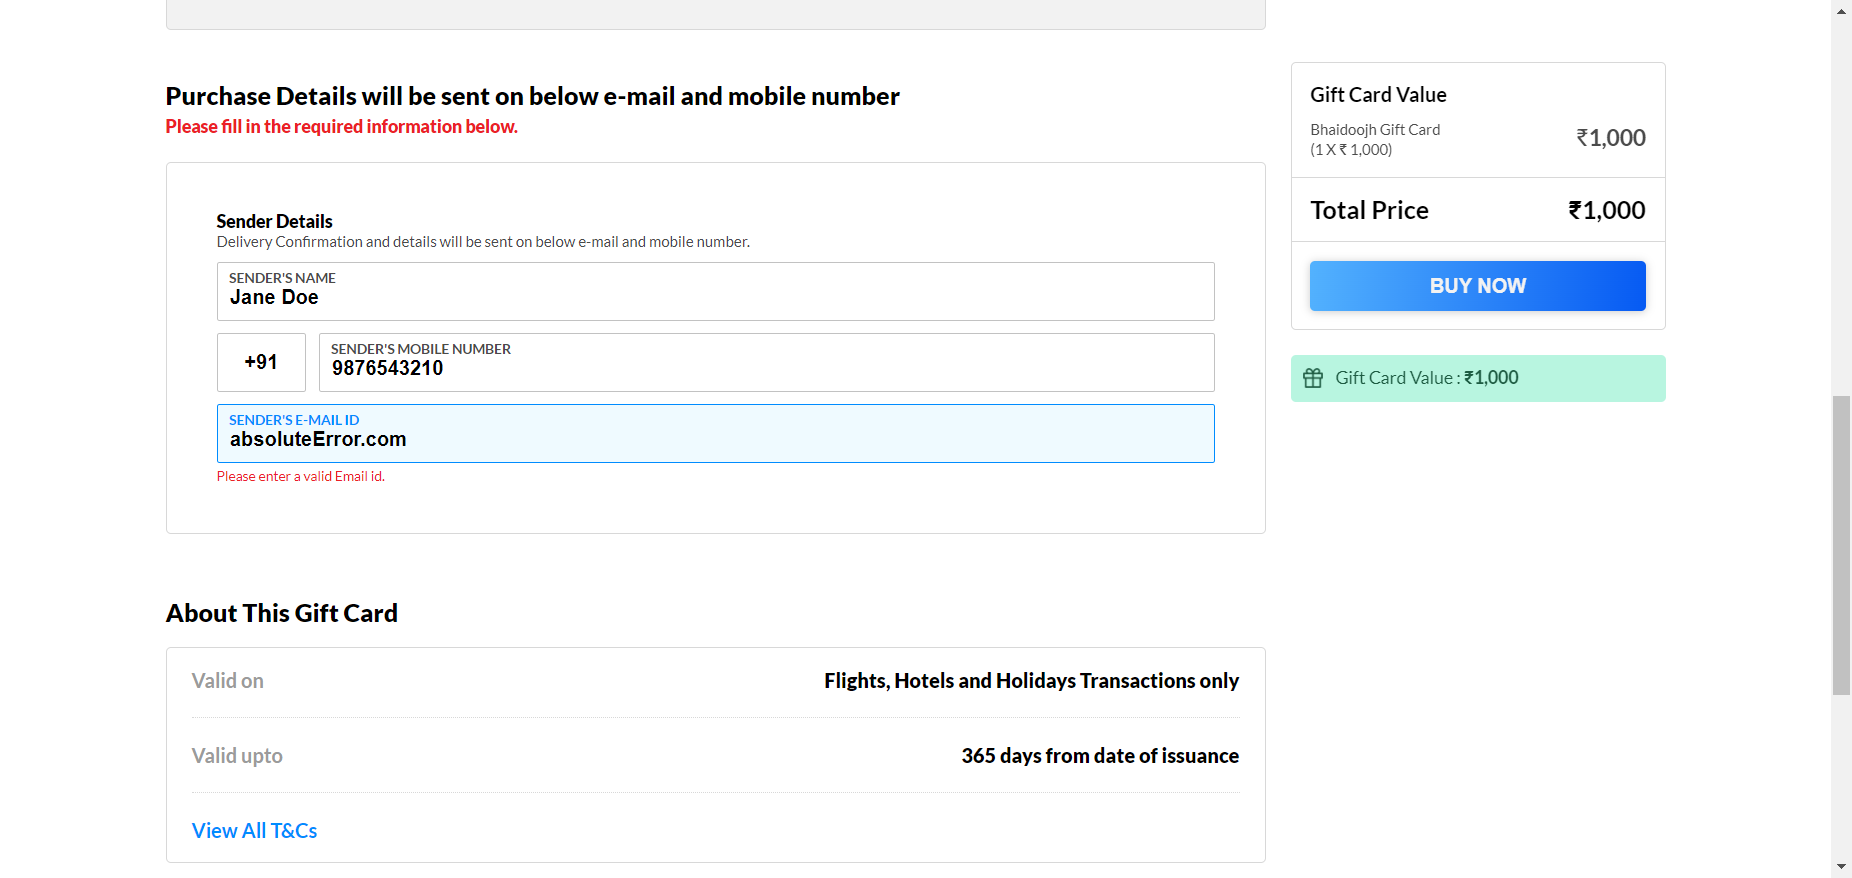 Purchase Details will be sent on below e-mail and mobile number
Please fill in the required information below.
Sender Details
Delivery Confirmation and details will be sent on below e-mail and mobile number.
SENDER'S NAME
Jane Doe
+91
SENDER'S MOBILE NUMBER
9876543210
SENDER'S E-MAIL ID
absoluteError.com
Please enter a valid Email id.
About This Gift Card
Valid on Flights, Hotels and Holidays Transactions only
Valid upto 365 days from date of issuance
View All T&Cs
Gift Card Value
Bhaidoojh Gift Card
(1 X ₹ 1,000)
₹1,000
Total Price ₹1,000
BUY NOW
Gift Card Value : ₹1,000